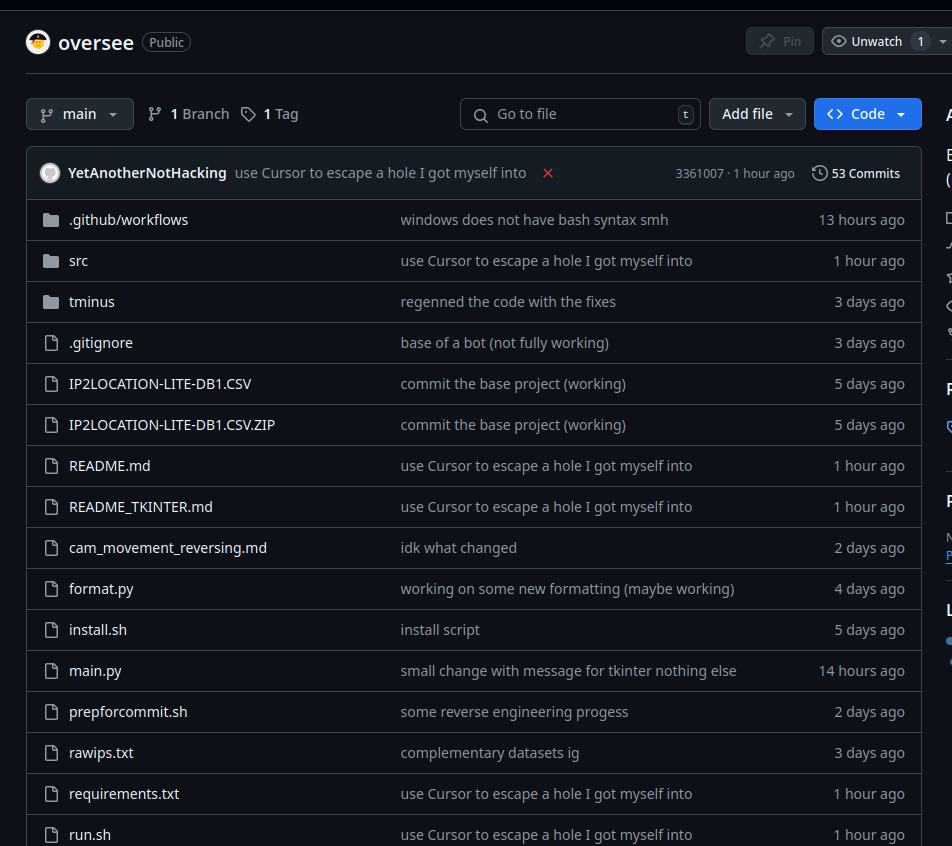 oversee Public Pin Unwatch 1
main 1 Branch 1 Tag Go to file t Add file Code
YetAnotherNotHacking use Cursor to escape a hole I got myself into 3361007 · 1 hour ago 53 Commits
.github/workflows windows does not have bash syntax smh 13 hours ago
src use Cursor to escape a hole I got myself into 1 hour ago
tminus regenned the code with the fixes 3 days ago
.gitignore base of a bot (not fully working) 3 days ago
IP2LOCATION-LITE-DB1.CSV commit the base project (working) 5 days ago
IP2LOCATION-LITE-DB1.CSV.ZIP commit the base project (working) 5 days ago
README.md use Cursor to escape a hole I got myself into 1 hour ago
README_TKINTER.md use Cursor to escape a hole I got myself into 1 hour ago
cam_movement_reversing.md idk what changed 2 days ago
format.py working on some new formatting (maybe working) 4 days ago
install.sh install script 5 days ago
main.py small change with message for tkinter nothing else 14 hours ago
prepforcommit.sh some reverse engineering progess 2 days ago
rawips.txt complementary datasets ig 3 days ago
requirements.txt use Cursor to escape a hole I got myself into 1 hour ago
run.sh use Cursor to escape a hole I got myself into 1 hour ago